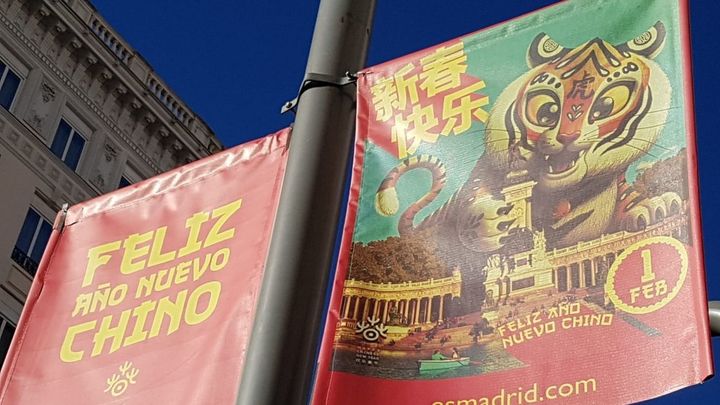 FELIZ
AÑO NUEVO
CHINO
新春
快乐
虎
1
FEB
FELIZ AÑO
NUEVO CHINO
esmadrid.com